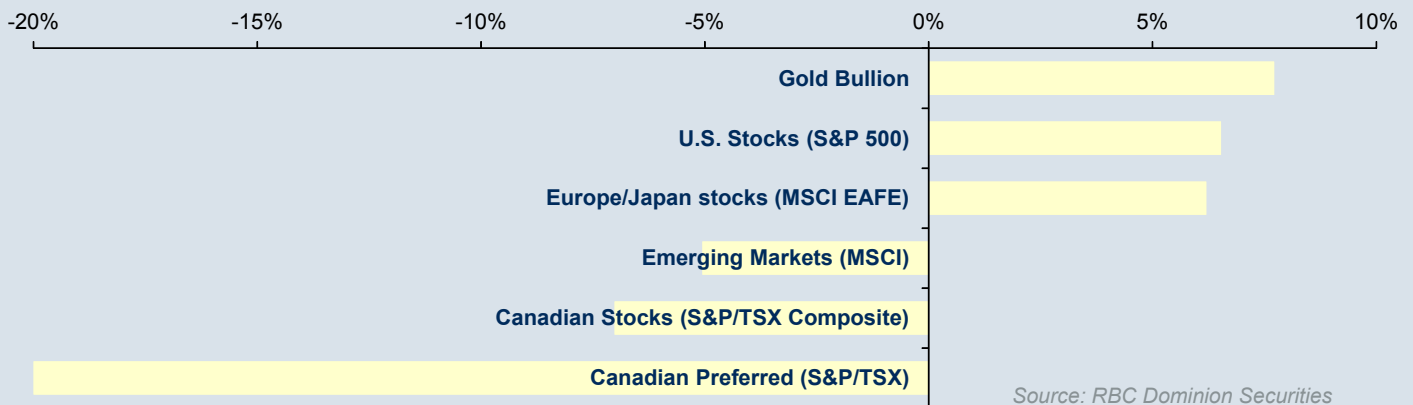 -20% -15% -10% -5% 0% 5% 10%
Gold Bullion
U.S. Stocks (S&P 500)
Europe/Japan stocks (MSCI EAFE)
Emerging Markets (MSCI)
Canadian Stocks (S&P/TSX Composite)
Canadian Preferred (S&P/TSX)
Source: RBC Dominion Securities